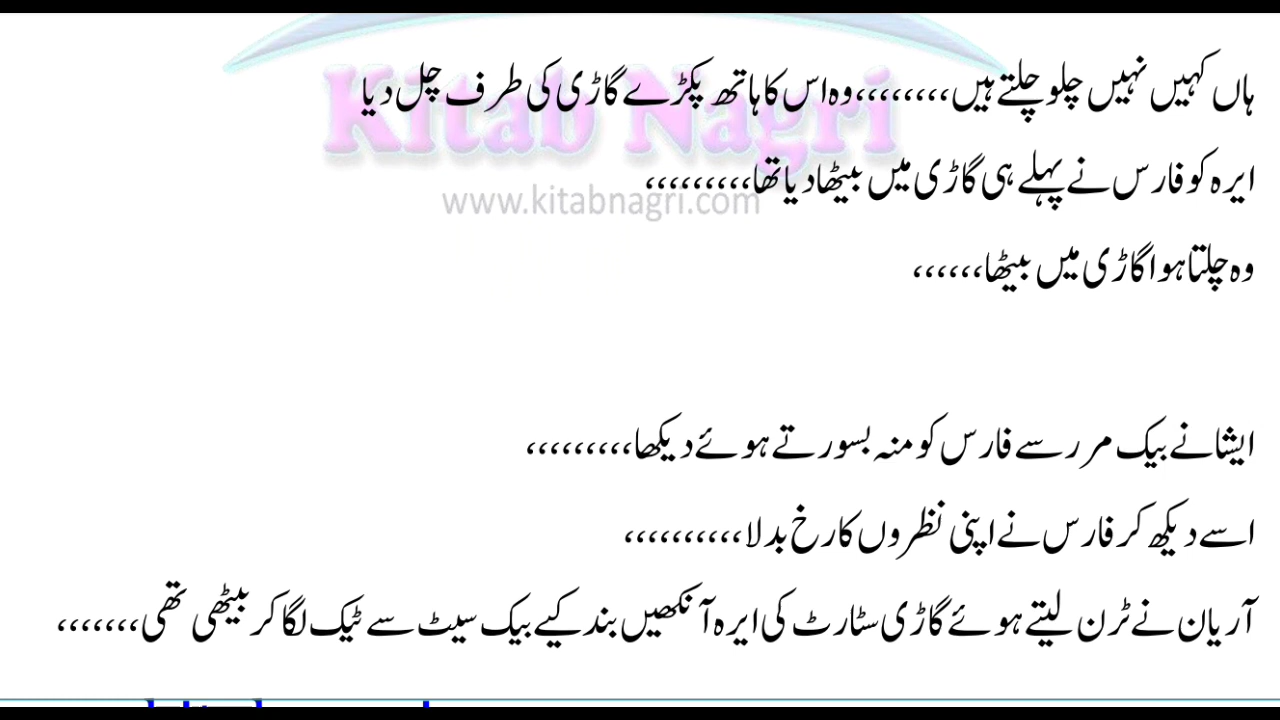 ہاں کہیں نہیں چلو چلتے ہیں،،،،،،،،وہ اس کا ہاتھ پکڑے گاڑی کی طرف چل دیا
Kitab Nagri
ایرہ کو فارس نے پہلے ہی گاڑی میں بیٹھا دیا تھا،،،،،،،،،
www.kitabnagri.com
وہ چلتا ہوا گاڑی میں بیٹھا،،،،،،
ایشا نے بیک مرر سے فارس کو منہ بسورتے ہوئے دیکھا،،،،،،،،،
اسے دیکھ کر فارس نے اپنی نظروں کا رخ بدلا،،،،،،،،،،
آریان نے ٹرن لیتے ہوئے گاڑی سٹارٹ کی ایرہ آنکھیں بند کیے بیک سیٹ سے ٹیک لگا کر بیٹھی تھی،،،،،،،